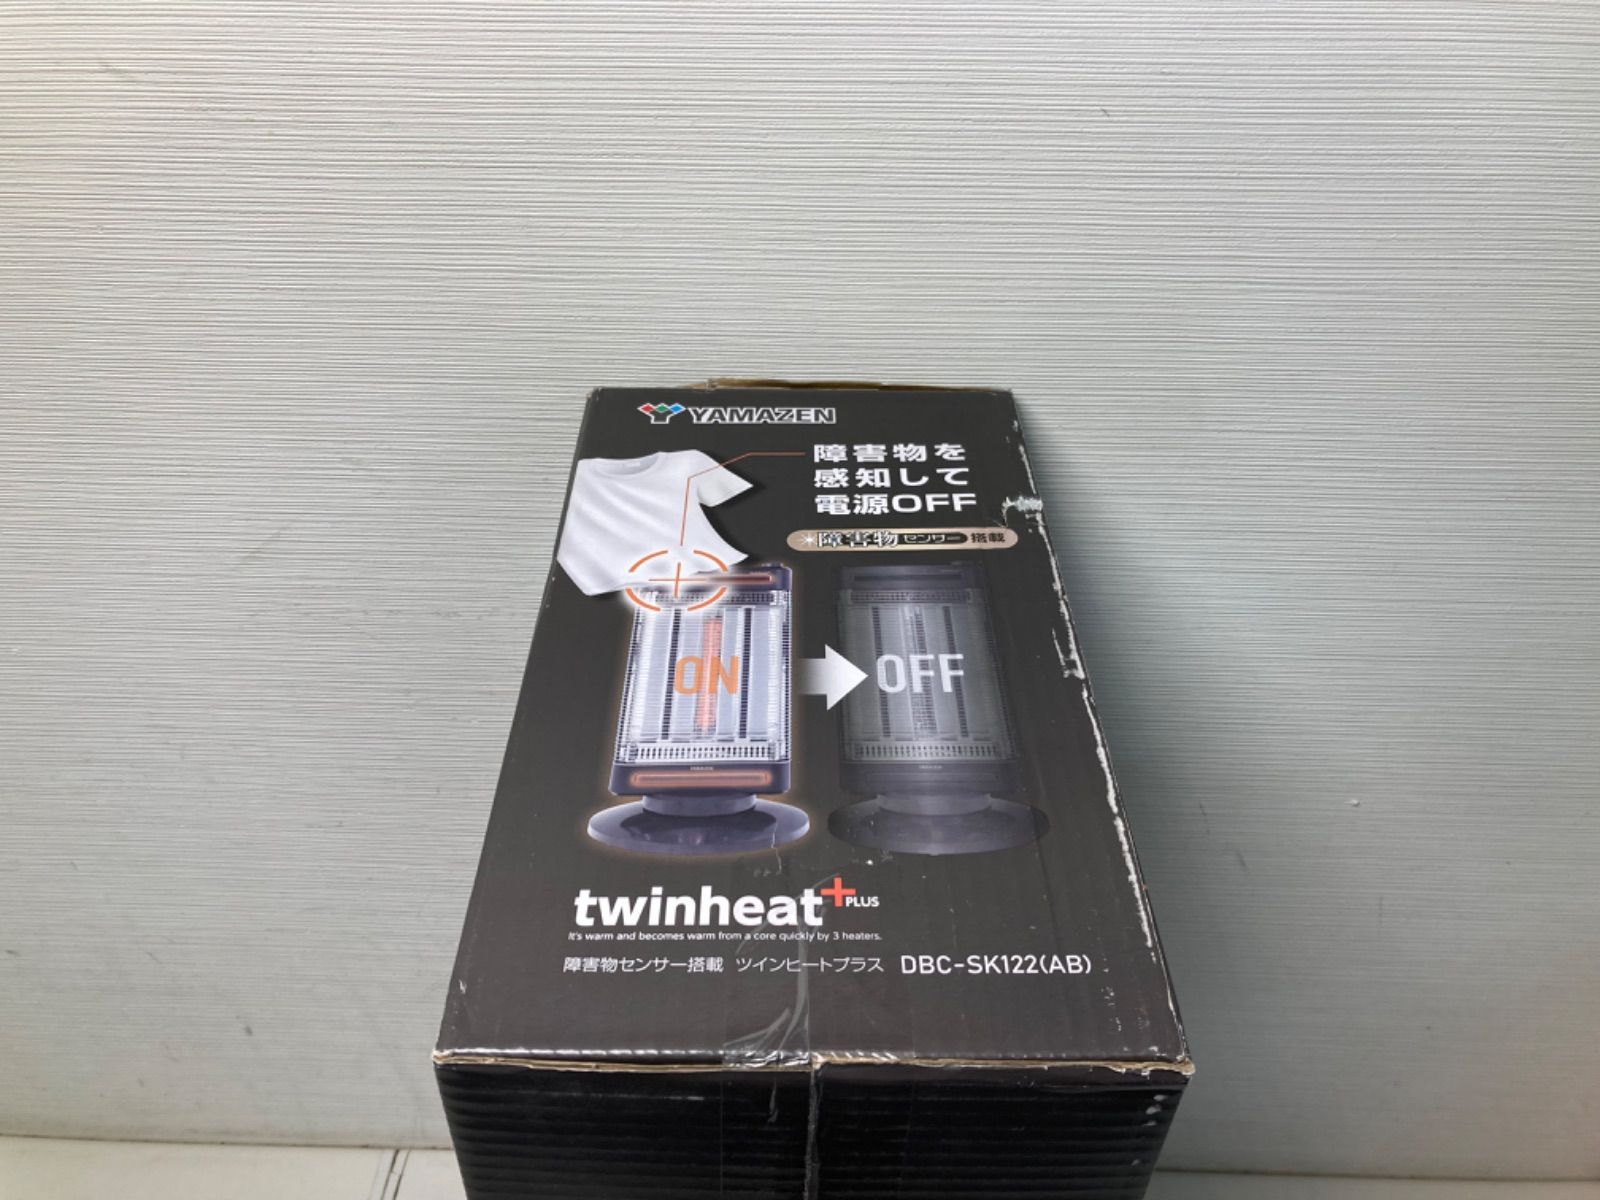 YAMAZEN
障害物を
感知して
電源OFF
障害物センサー搭載
ON
OFF
twinheat+PLUS
It's warm and becomes warm from a core quickly by 3 heaters.
障害物センサー搭載 ツインヒートプラス DBC-SK122(AB)